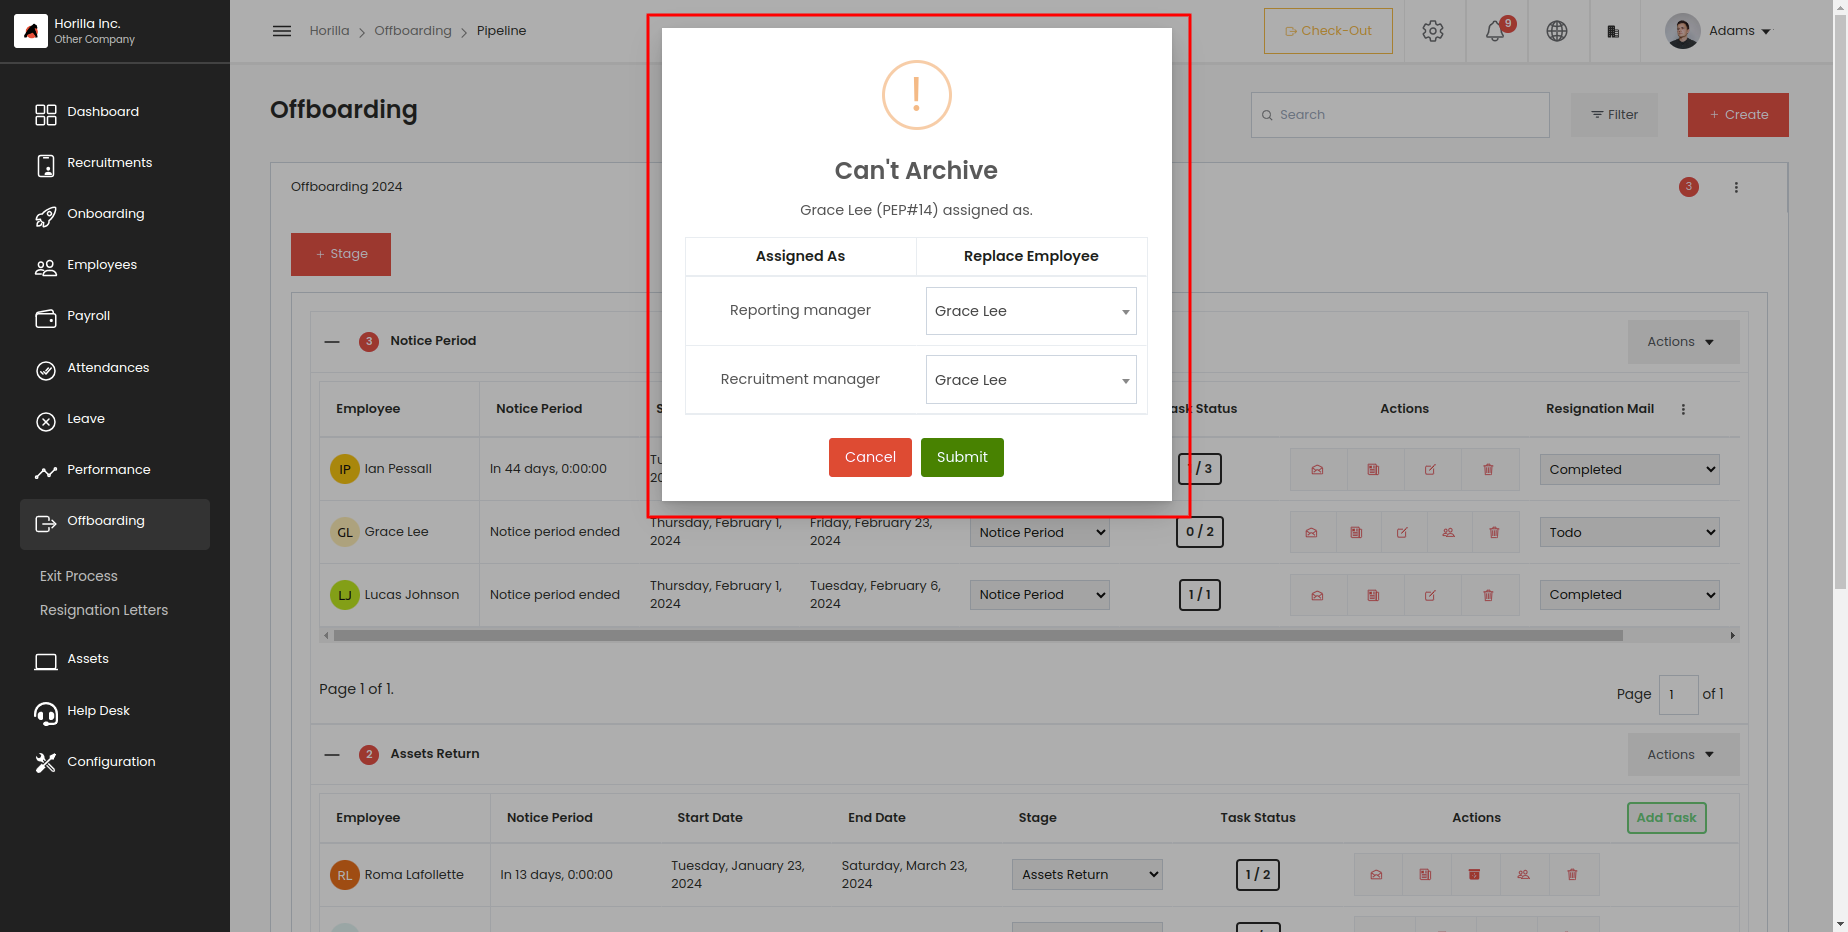 Horilla Inc.
Other Company
Dashboard
Recruitments
Onboarding
Employees
Payroll
Attendances
Leave
Performance
Offboarding
Exit Process
Resignation Letters
Assets
Help Desk
Configuration
Horilla > Offboarding > Pipeline
Check-Out
9
Adams
Offboarding
Search
Filter
+ Create
Offboarding 2024
3
+ Stage
!
Can't Archive
Grace Lee (PEP#14) assigned as.
Assigned As Replace Employee
Reporting manager Grace Lee
Recruitment manager Grace Lee
Cancel Submit
3 Notice Period Actions
Employee Notice Period Status Actions Resignation Mail
IP Ian Pessall In 44 days, 0:00:00 / 3 Completed
GL Grace Lee Notice period ended Thursday, February 1, 2024 Friday, February 23, 2024 Notice Period 0 / 2 Todo
LJ Lucas Johnson Notice period ended Thursday, February 1, 2024 Tuesday, February 6, 2024 Notice Period 1 / 1 Completed
Page 1 of 1.
Page 1 of 1
2 Assets Return Actions
Employee Notice Period Start Date End Date Stage Task Status Actions Add Task
RL Roma Lafollette In 13 days, 0:00:00 Tuesday, January 23, 2024 Saturday, March 23, 2024 Assets Return 1 / 2